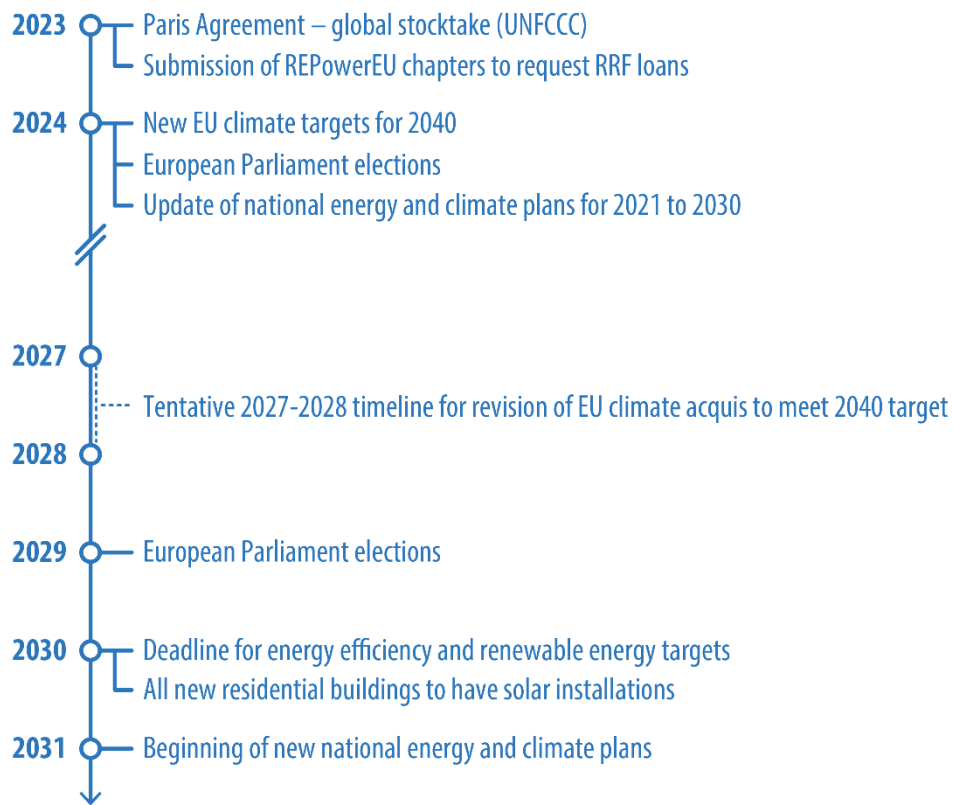 2023 Paris Agreement – global stocktake (UNFCCC)
Submission of REPowerEU chapters to request RRF loans
2024 New EU climate targets for 2040
European Parliament elections
Update of national energy and climate plans for 2021 to 2030
2027
Tentative 2027-2028 timeline for revision of EU climate acquis to meet 2040 target
2028
2029 European Parliament elections
2030 Deadline for energy efficiency and renewable energy targets
All new residential buildings to have solar installations
2031 Beginning of new national energy and climate plans